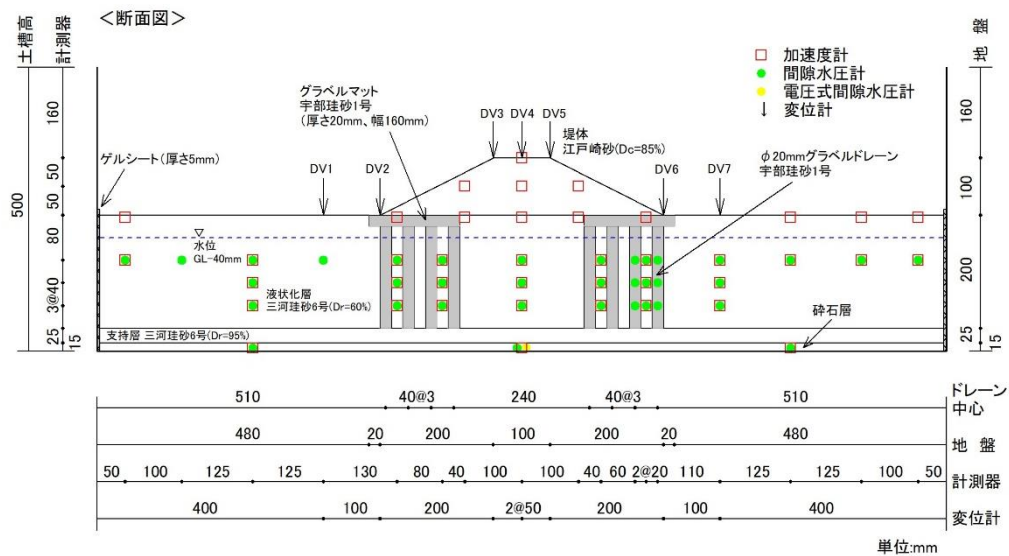 <断面図>
土槽高
計測器
地盤
加速度計
間隙水圧計
電圧式間隙水圧計
変位計
グラベルマット
宇部珪砂1号
(厚さ20mm、幅160mm)
DV3
DV4
DV5
堤体
江戸崎砂(Dc=85%)
φ20mmグラベルドレーン
宇部珪砂1号
ゲルシート(厚さ5mm)
DV1
DV2
DV6
DV7
500
160
50
50
80
3@40
25
15
160
100
200
25
15
水位
GL-40mm
液状化層
三河珪砂6号(Dr=60%)
支持層 三河珪砂6号(Dr=95%)
砕石層
510 40@3 240 40@3 510 ドレーン中心
480 20 200 100 200 20 480 地盤
50 100 125 125 130 80 40 100 100 40 60 2@20 110 125 125 100 50 計測器
400 100 200 2@50 200 100 400 変位計
単位:mm